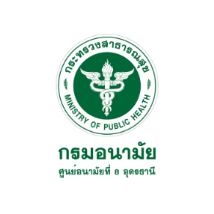 กระทรวงสาธารณสุข
MINISTRY OF PUBLIC HEALTH
กรมอนามัย
ศูนย์อนามัยที่ 8 อุดรธานี